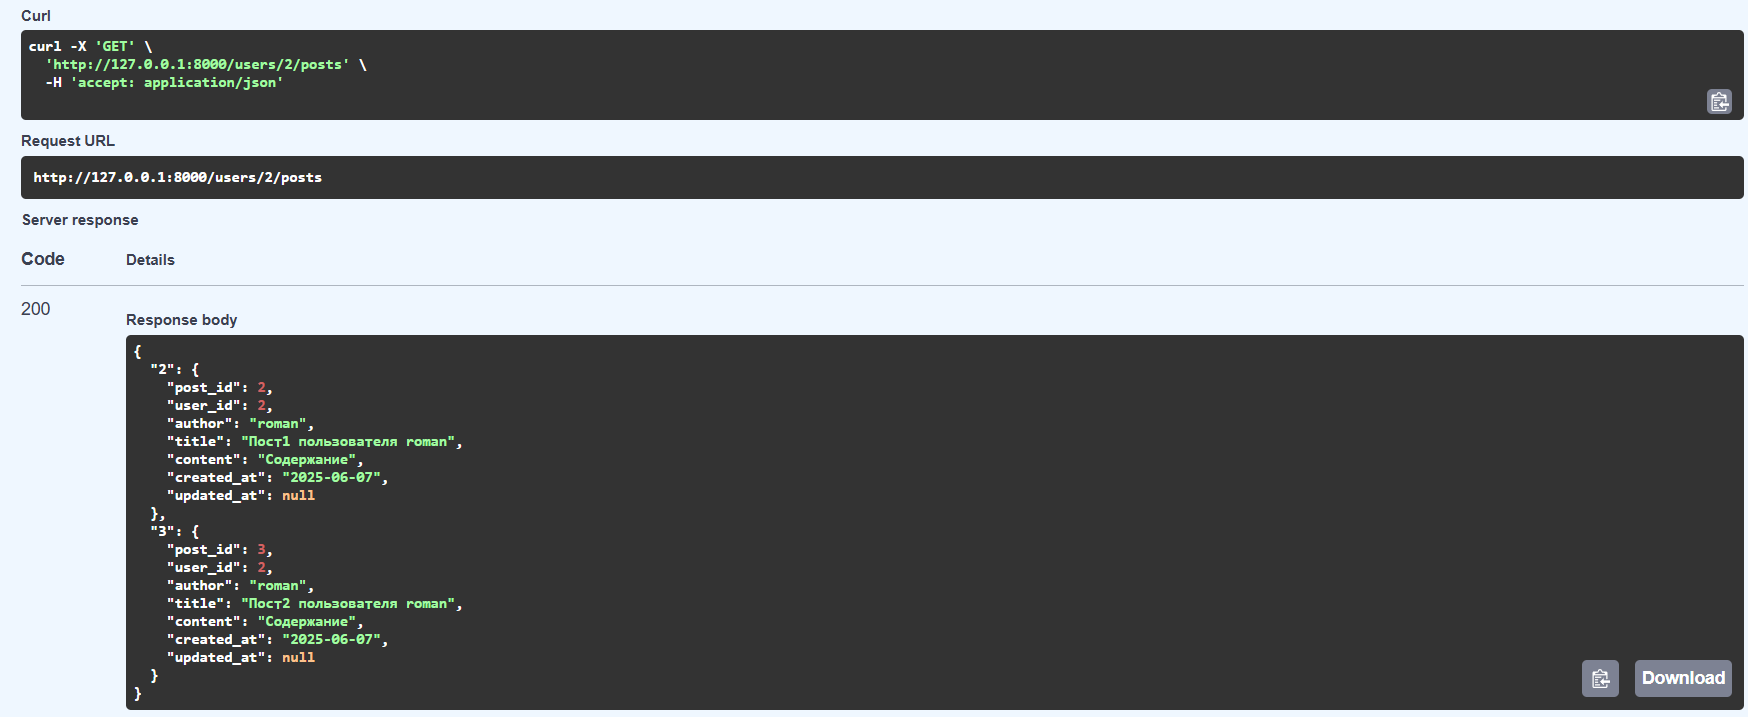 Curl
curl -X 'GET' \
  'http://127.0.0.1:8000/users/2/posts' \
  -H 'accept: application/json'
Request URL
http://127.0.0.1:8000/users/2/posts
Server response
Code Details
200
Response body
{
  "2": {
    "post_id": 2,
    "user_id": 2,
    "author": "roman",
    "title": "Пост1 пользователя roman",
    "content": "Содержание",
    "created_at": "2025-06-07",
    "updated_at": null
  },
  "3": {
    "post_id": 3,
    "user_id": 2,
    "author": "roman",
    "title": "Пост2 пользователя roman",
    "content": "Содержание",
    "created_at": "2025-06-07",
    "updated_at": null
  }
}
Download